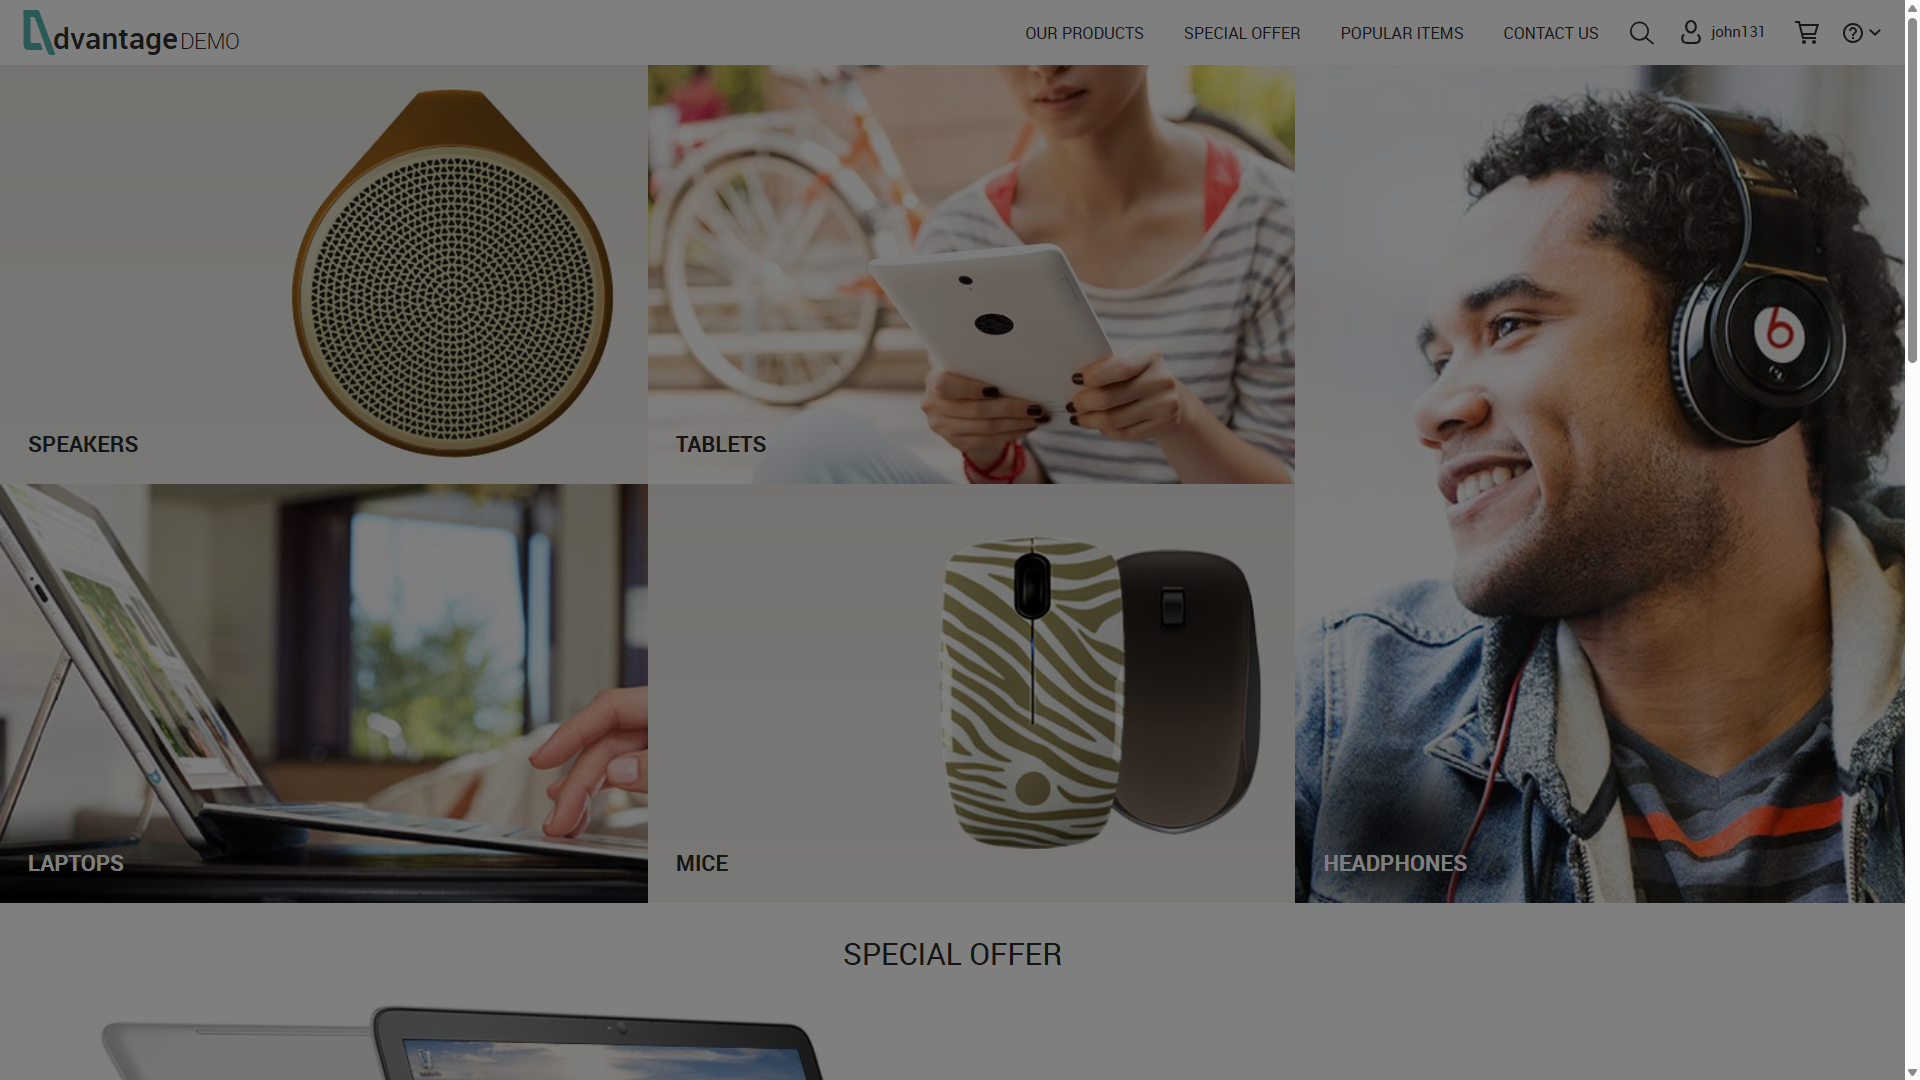 dvantage DEMO
OUR PRODUCTS
SPECIAL OFFER
POPULAR ITEMS
CONTACT US
john131
SPEAKERS
TABLETS
LAPTOPS
MICE
HEADPHONES
SPECIAL OFFER